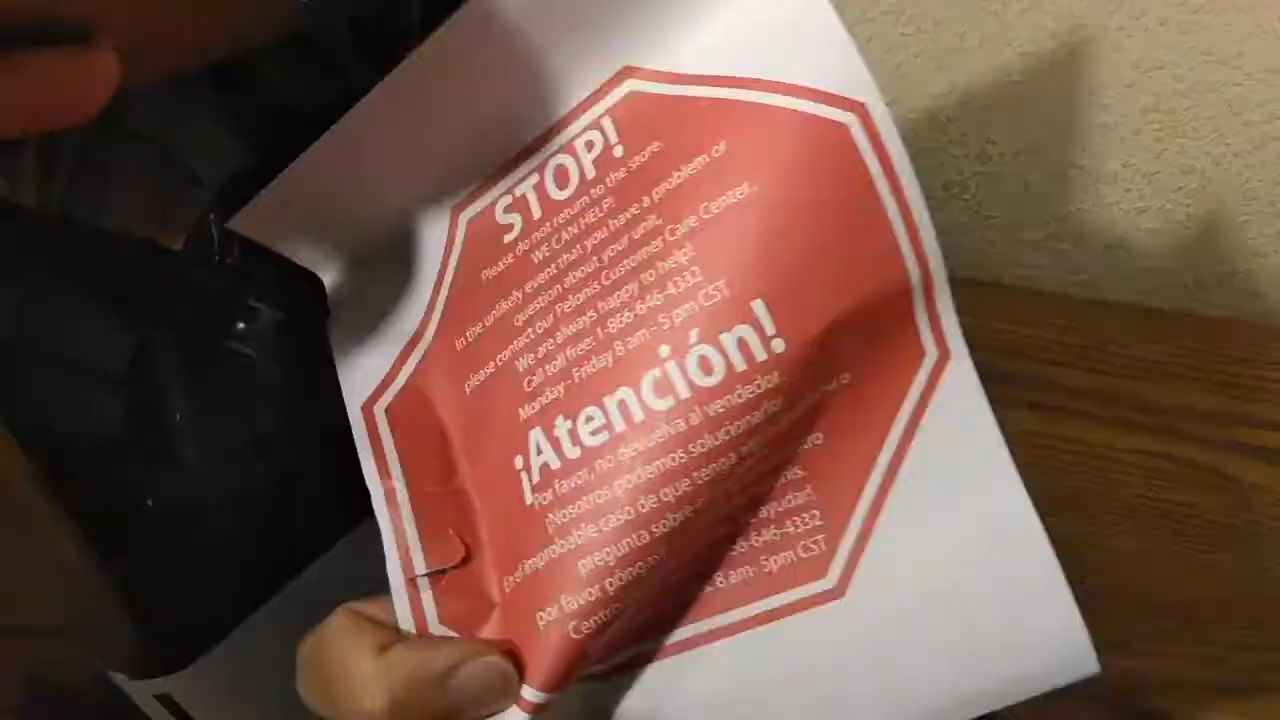 STOP!
Please do not return to the store,
WE CAN HELP!
In the unlikely event that you have a problem or
question about your unit,
please contact our Pelonis Customer Care Center.
We are always happy to help!
Call toll free: 1-866-646-4332
Monday- Friday 8 am - 5 pm CST
¡Atención!
Por favor, no devuelva al vendedor,
¡Nosotros podemos solucionarlo!
En el improbable caso de que tenga
pregunta sobre
por favor
ayudar!
646-4332
8 am- 5pm CST